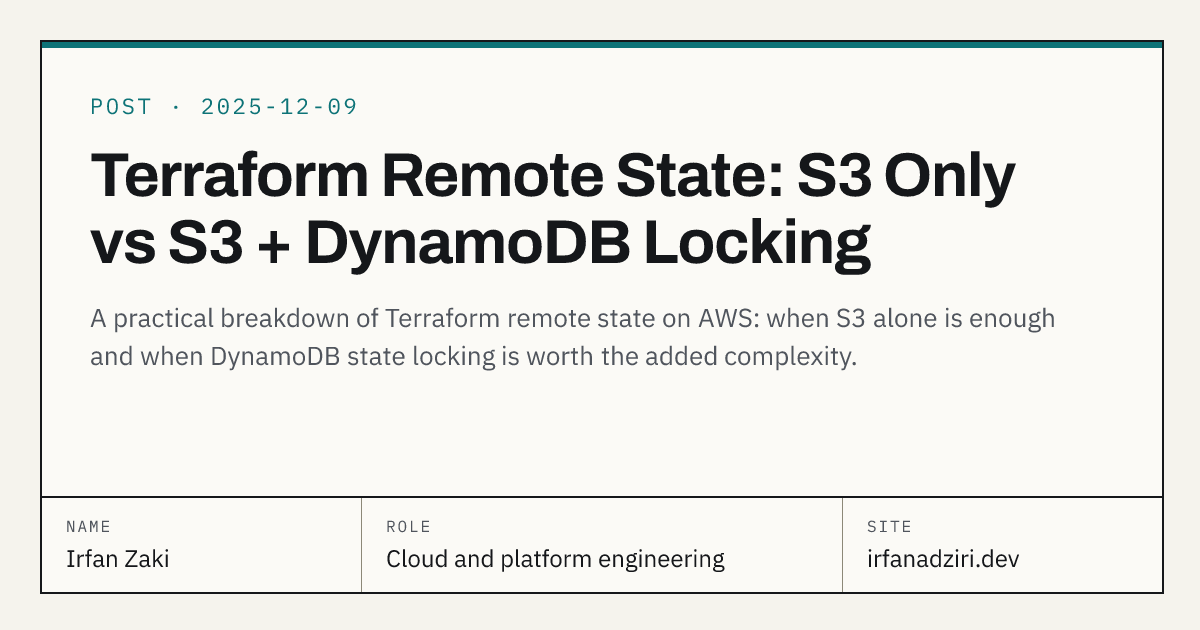 POST · 2025-12-09
Terraform Remote State: S3 Only
vs S3 + DynamoDB Locking
A practical breakdown of Terraform remote state on AWS: when S3 alone is enough
and when DynamoDB state locking is worth the added complexity.
NAME
Irfan Zaki
ROLE
Cloud and platform engineering
SITE
irfanadziri.dev